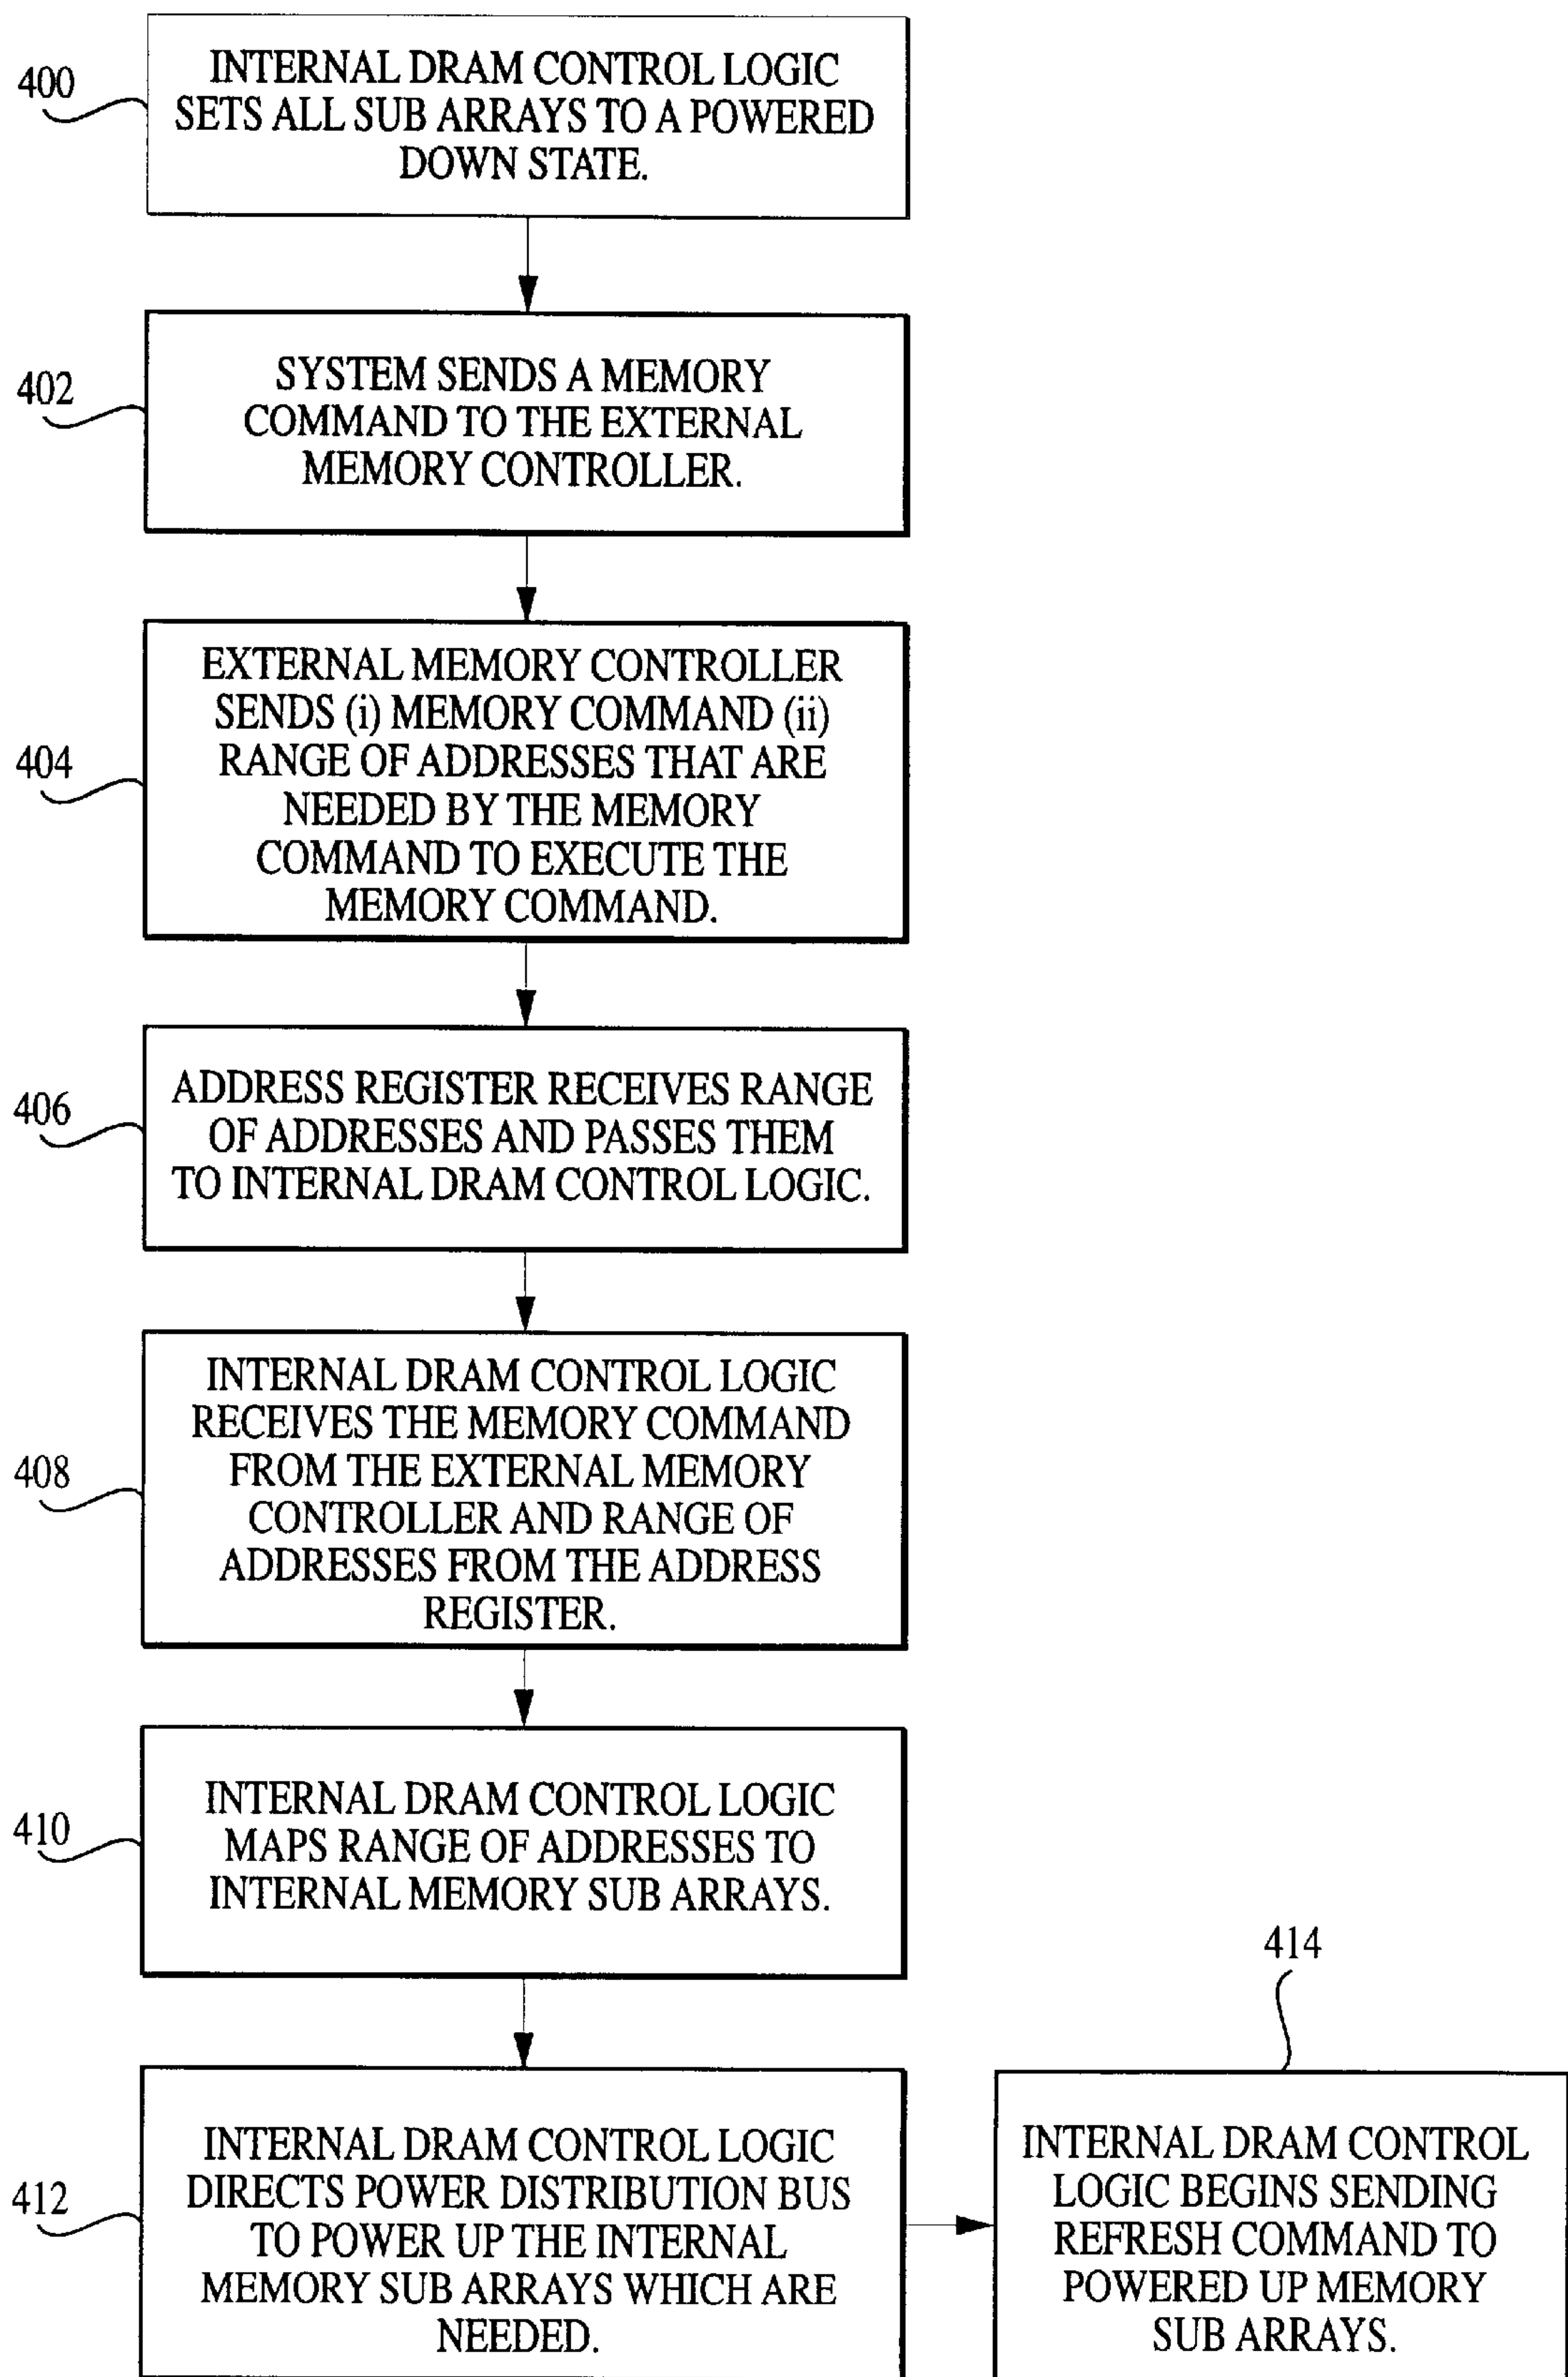 400
INTERNAL DRAM CONTROL LOGIC
SETS ALL SUB ARRAYS TO A POWERED
DOWN STATE.
402
SYSTEM SENDS A MEMORY
COMMAND TO THE EXTERNAL
MEMORY CONTROLLER.
404
EXTERNAL MEMORY CONTROLLER
SENDS (i) MEMORY COMMAND (ii)
RANGE OF ADDRESSES THAT ARE
NEEDED BY THE MEMORY
COMMAND TO EXECUTE THE
MEMORY COMMAND.
406
ADDRESS REGISTER RECEIVES RANGE
OF ADDRESSES AND PASSES THEM
TO INTERNAL DRAM CONTROL LOGIC.
408
INTERNAL DRAM CONTROL LOGIC
RECEIVES THE MEMORY COMMAND
FROM THE EXTERNAL MEMORY
CONTROLLER AND RANGE OF
ADDRESSES FROM THE ADDRESS
REGISTER.
410
INTERNAL DRAM CONTROL LOGIC
MAPS RANGE OF ADDRESSES TO
INTERNAL MEMORY SUB ARRAYS.
412
INTERNAL DRAM CONTROL LOGIC
DIRECTS POWER DISTRIBUTION BUS
TO POWER UP THE INTERNAL
MEMORY SUB ARRAYS WHICH ARE
NEEDED.
414
INTERNAL DRAM CONTROL
LOGIC BEGINS SENDING
REFRESH COMMAND TO
POWERED UP MEMORY
SUB ARRAYS.